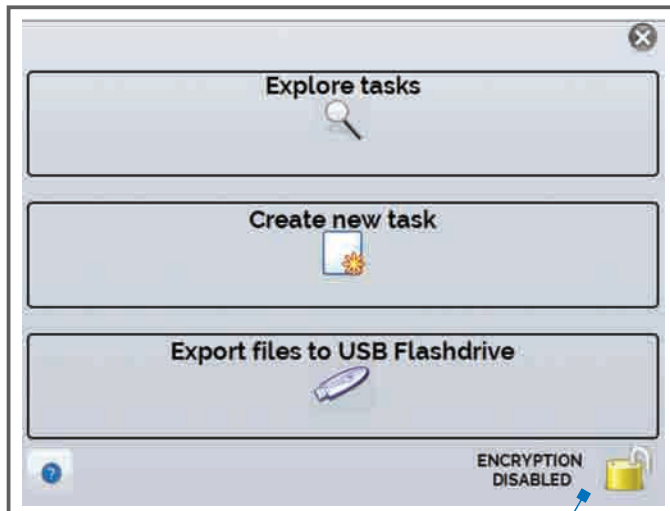 Explore tasks
Create new task
Export files to USB Flashdrive
ENCRYPTION
DISABLED
?